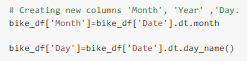 # Creating new columns 'Month', 'Year' ,'Day.
bike_df['Month']=bike_df['Date'].dt.month
bike_df['Day']=bike_df['Date'].dt.day_name()